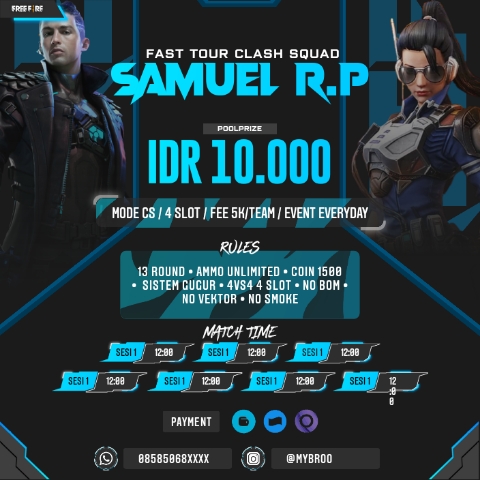 FREE FIRE
FAST TOUR CLASH SQUAD
SAMUEL R.P
POOLPRIZE
IDR 10.000
MODE CS / 4 SLOT / FEE 5K/TEAM / EVENT EVERYDAY
RULES
13 ROUND • AMMO UNLIMITED • COIN 1500
• SISTEM GUGUR • 4VS4 4 SLOT • NO BOM •
NO VEKTOR • NO SMOKE
MATCH TIME
SESI 1 12:00 SESI 1 12:00 SESI 1 12:00
SESI 1 12:00 SESI 1 12:00 SESI 1 12:00 SESI 1 12:00
PAYMENT
08585068XXXX @MYBROO